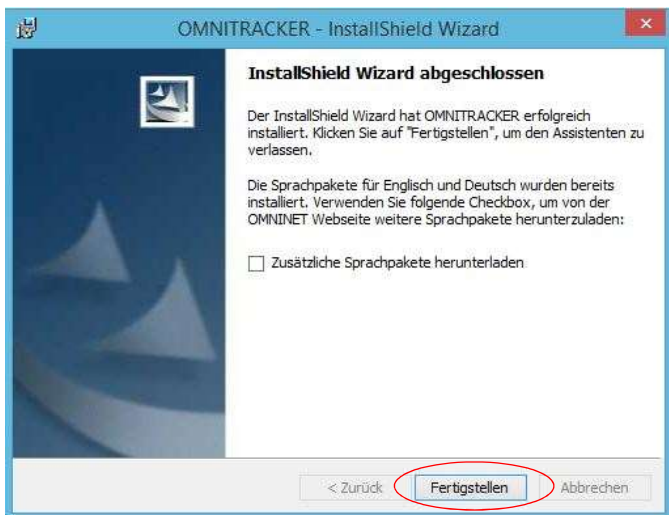 OMNITRACKER - InstallShield Wizard
InstallShield Wizard abgeschlossen
Der InstallShield Wizard hat OMNITRACKER erfolgreich
installiert. Klicken Sie auf "Fertigstellen", um den Assistenten zu
verlassen.
Die Sprachpakete für Englisch und Deutsch wurden bereits
installiert. Verwenden Sie folgende Checkbox, um von der
OMNINET Webseite weitere Sprachpakete herunterzuladen:
Zusätzliche Sprachpakete herunterladen
< Zurück Fertigstellen Abbrechen